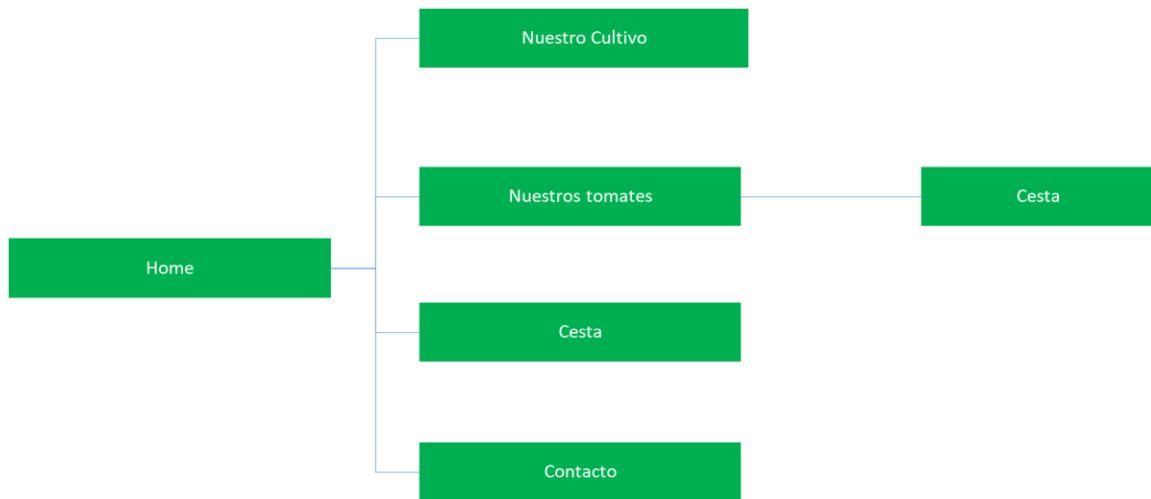 Nuestro Cultivo
Nuestros tomates
Cesta
Home
Cesta
Contacto